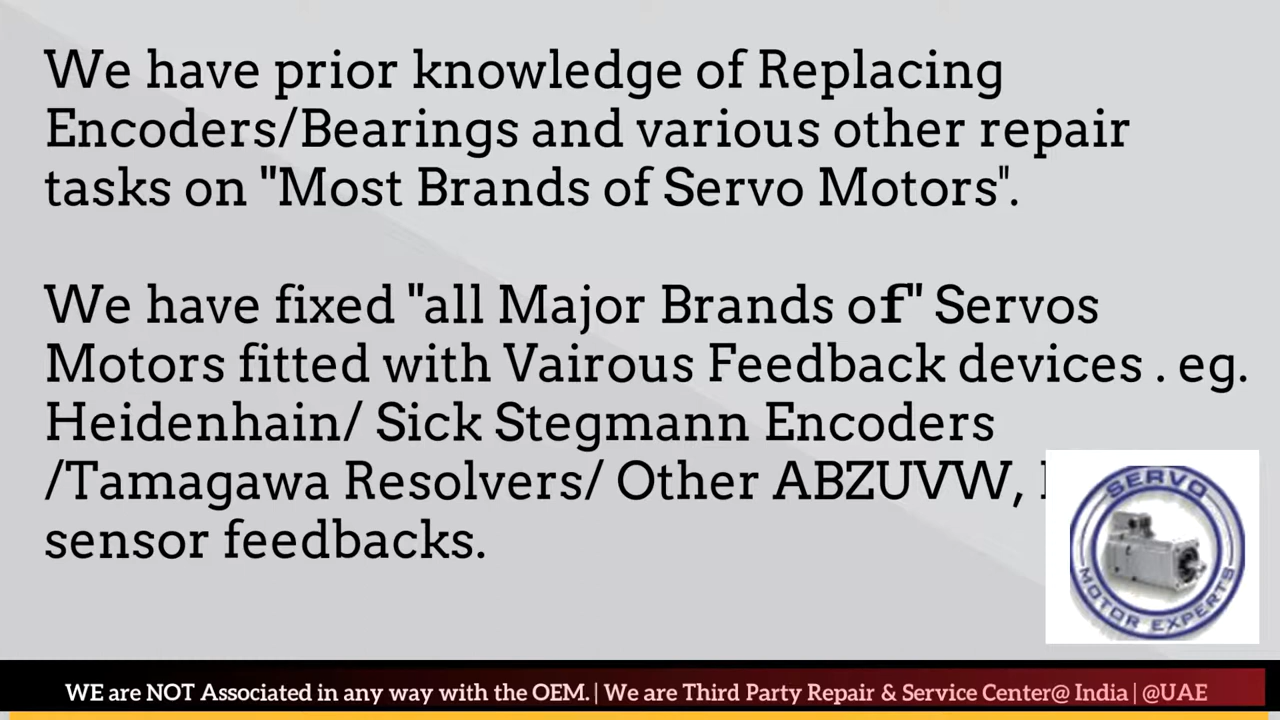 We have prior knowledge of Replacing
Encoders/Bearings and various other repair
tasks on "Most Brands of Servo Motors".
We have fixed "all Major Brands of" Servos
Motors fitted with Vairous Feedback devices . eg.
Heidenhain/ Sick Stegmann Encoders
/Tamagawa Resolvers/ Other ABZUVW,
sensor feedbacks.
SERVO
MOTOR EXPERTS
WE are NOT Associated in any way with the OEM. | We are Third Party Repair & Service Center@ India | @UAE